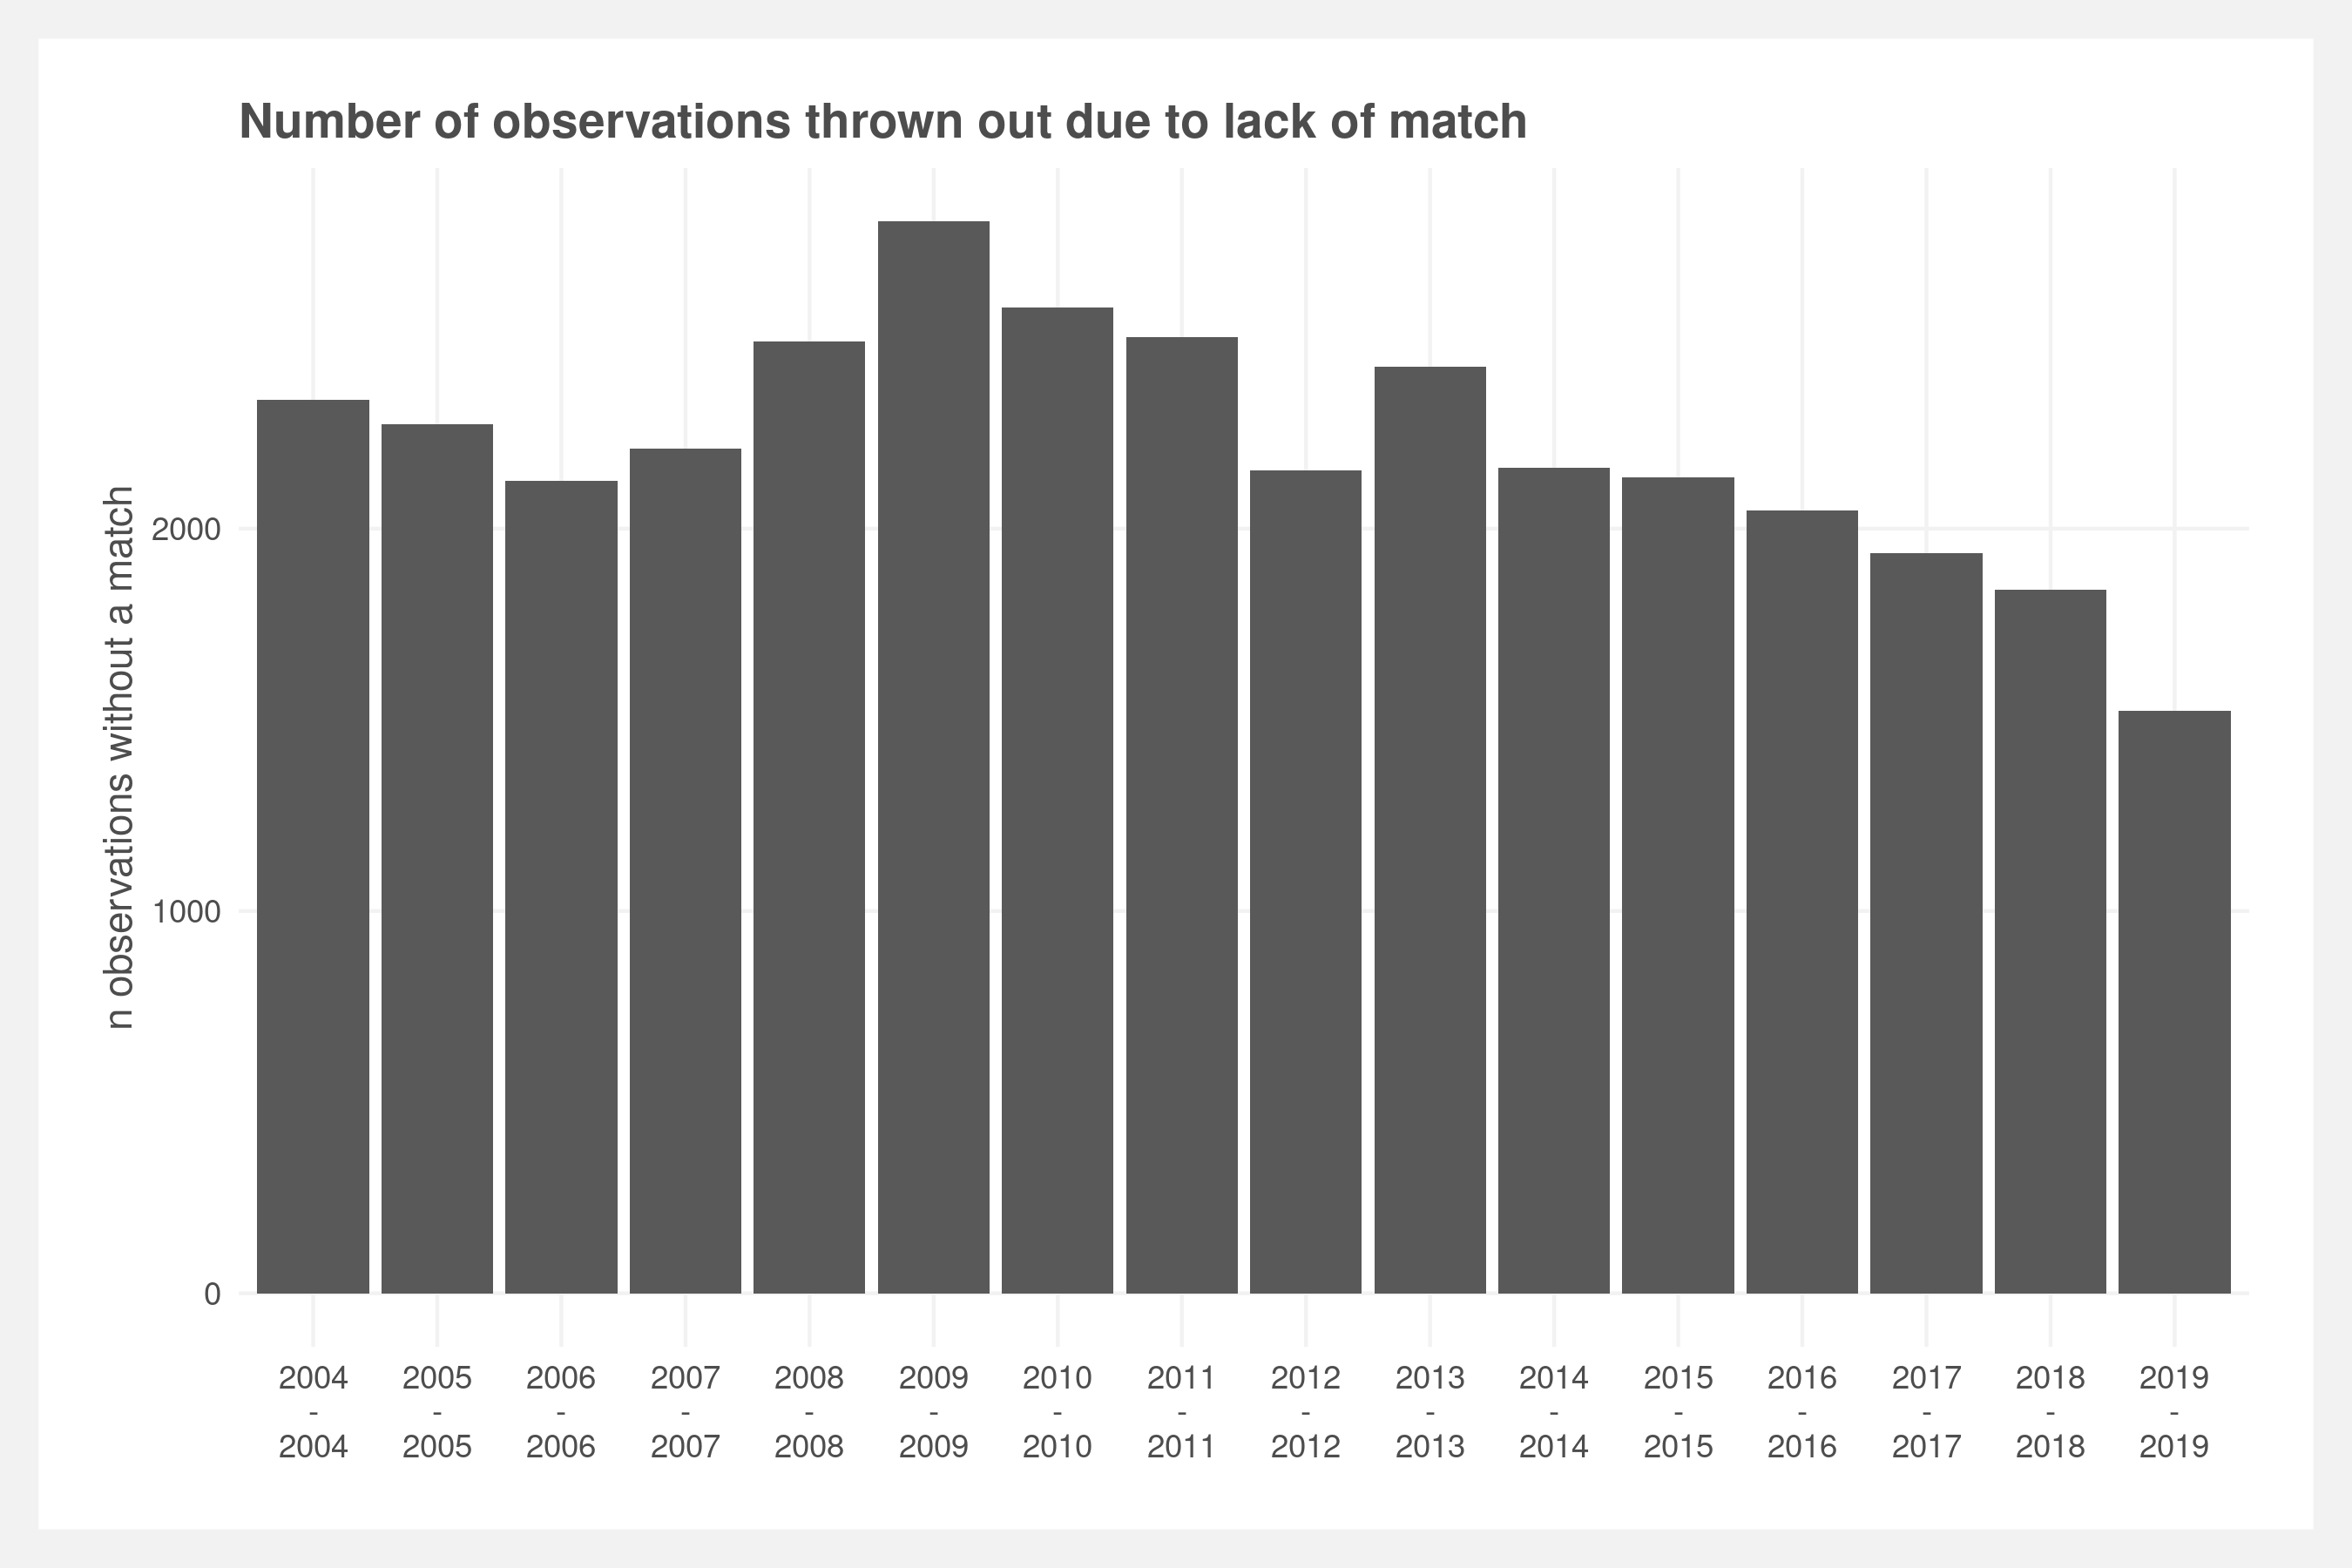 Number of observations thrown out due to lack of match
n observations without a match
2000
1000
0
2004 2005 2006 2007 2008 2009 2010 2011 2012 2013 2014 2015 2016 2017 2018 2019
- - - - - - - - - - - - - - - -
2004 2005 2006 2007 2008 2009 2010 2011 2012 2013 2014 2015 2016 2017 2018 2019